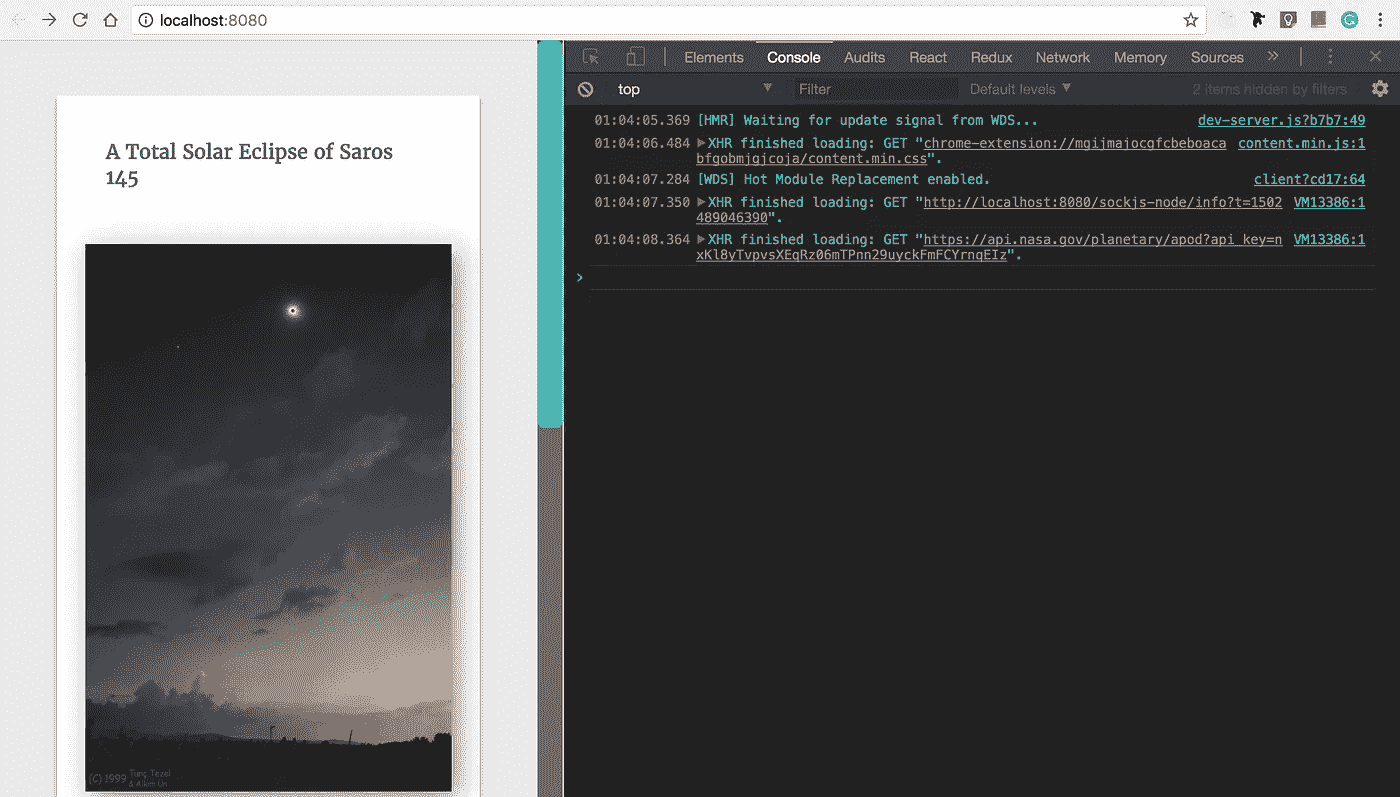 localhost:8080
Elements Console Audits React Redux Network Memory Sources »
top Filter Default levels 2 items hidden by filters
A Total Solar Eclipse of Saros
145
01:04:05.369 [HMR] Waiting for update signal from WDS... dev-server.js?b7b7:49
01:04:06.484 XHR finished loading: GET "chrome-extension://mgijmajocgfcbeboaca content.min.js:1
bfgobmjgjcoja/content.min.css".
01:04:07.284 [WDS] Hot Module Replacement enabled. client?cd17:64
01:04:07.350 XHR finished loading: GET "http://localhost:8080/sockjs-node/info?t=1502 VM13386:1
489046390".
01:04:08.364 XHR finished loading: GET "https://api.nasa.gov/planetary/apod?api_key=n VM13386:1
xKl8yTvpvsXEqRz06mTPnn29uyckFmFCYrnqEIz".
(C) 1999 Tunç Tezel
& Alkım Ün